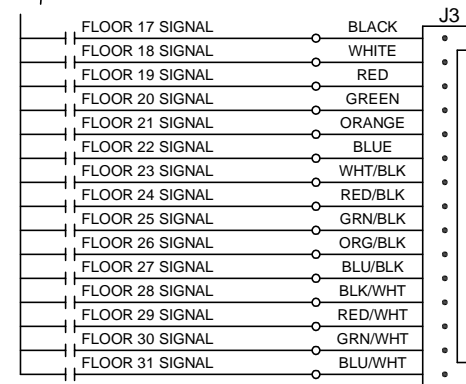 J3
FLOOR 17 SIGNAL BLACK
FLOOR 18 SIGNAL WHITE
FLOOR 19 SIGNAL RED
FLOOR 20 SIGNAL GREEN
FLOOR 21 SIGNAL ORANGE
FLOOR 22 SIGNAL BLUE
FLOOR 23 SIGNAL WHT/BLK
FLOOR 24 SIGNAL RED/BLK
FLOOR 25 SIGNAL GRN/BLK
FLOOR 26 SIGNAL ORG/BLK
FLOOR 27 SIGNAL BLU/BLK
FLOOR 28 SIGNAL BLK/WHT
FLOOR 29 SIGNAL RED/WHT
FLOOR 30 SIGNAL GRN/WHT
FLOOR 31 SIGNAL BLU/WHT